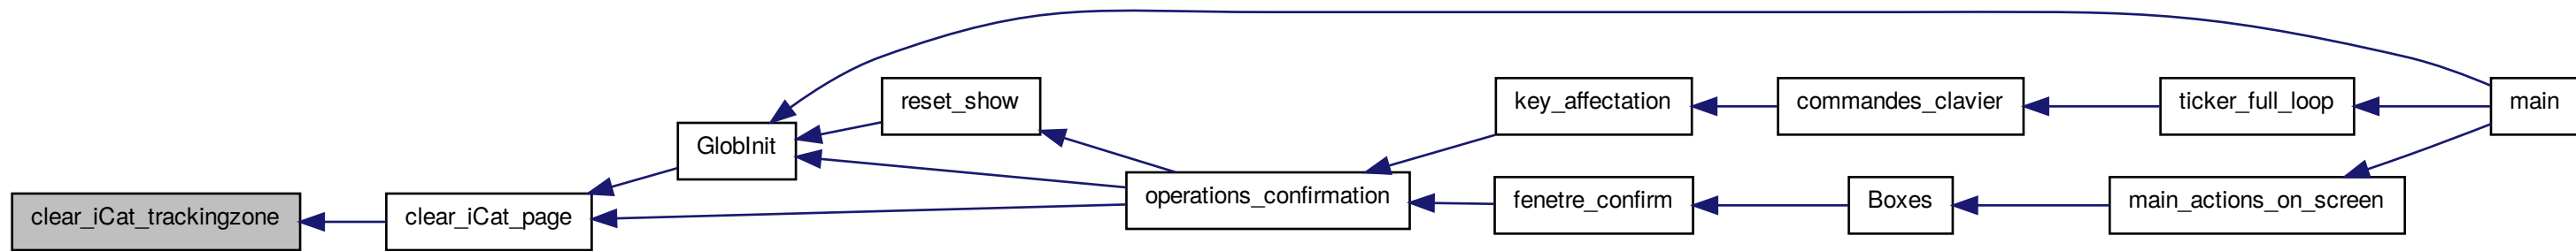 clear_iCat_trackingzone
clear_iCat_page
GlobInit
reset_show
operations_confirmation
key_affectation
commandes_clavier
ticker_full_loop
main
fenetre_confirm
Boxes
main_actions_on_screen